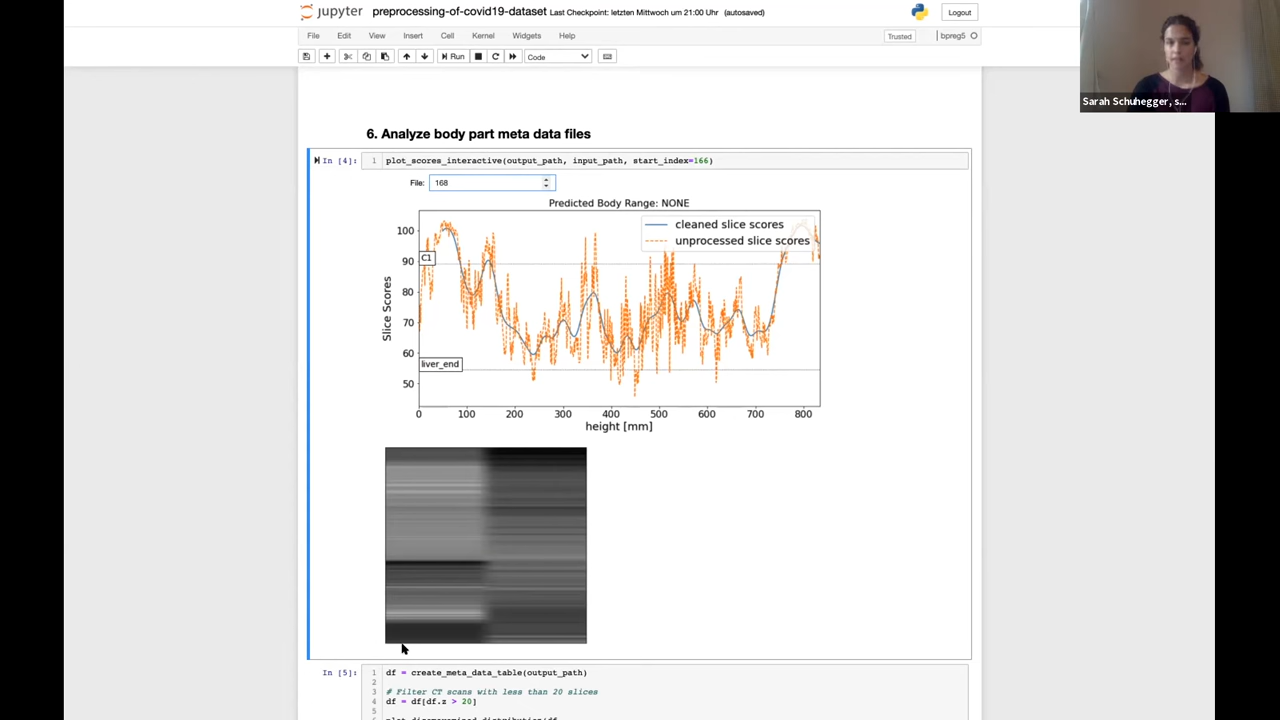 jupyter preprocessing-of-covid19-dataset Last Checkpoint: letzten Mittwoch um 21:00 Uhr (autosaved)
Logout
File Edit View Insert Cell Kernel Widgets Help
Trusted
bpreg5
Run
Code
Sarah Schuhegger, s...
6. Analyze body part meta data files
In [4]:
1 plot_scores_interactive(output_path, input_path, start_index=166)
File: 168
Predicted Body Range: NONE
cleaned slice scores
unprocessed slice scores
C1
liver_end
Slice Scores
100
90
80
70
60
50
0 100 200 300 400 500 600 700 800
height [mm]
In [5]:
1 df = create_meta_data_table(output_path)
2
3 # Filter CT scans with less than 20 slices
4 df = df[df.z > 20]